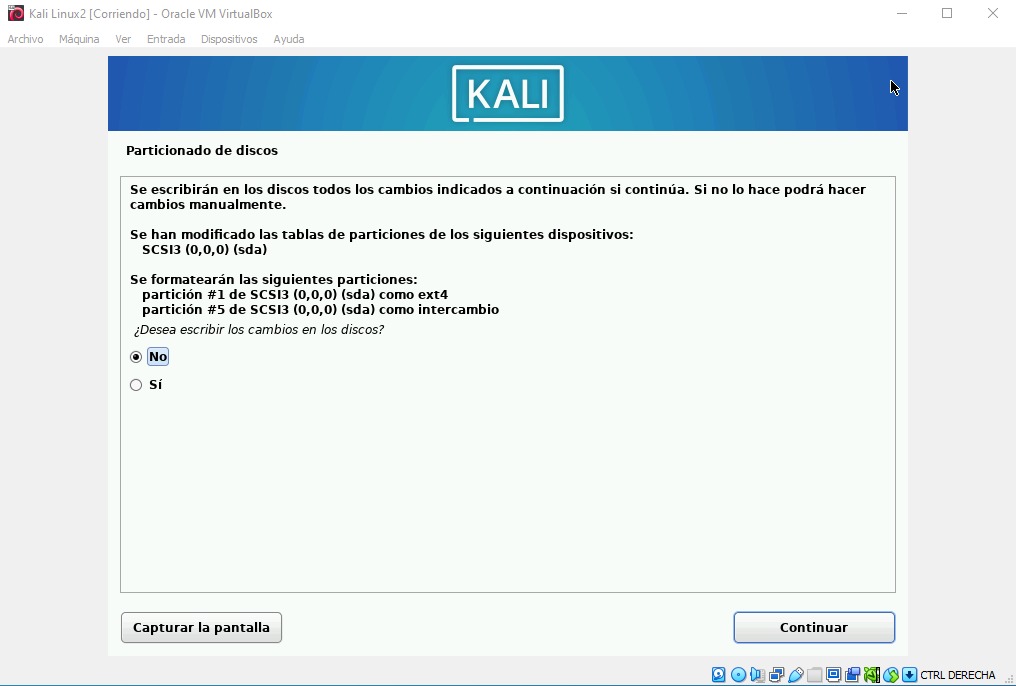 Kali Linux2 [Corriendo] - Oracle VM VirtualBox
Archivo Máquina Ver Entrada Dispositivos Ayuda
KALI
Particionado de discos
Se escribirán en los discos todos los cambios indicados a continuación si continúa. Si no lo hace podrá hacer
cambios manualmente.
Se han modificado las tablas de particiones de los siguientes dispositivos:
SCSI3 (0,0,0) (sda)
Se formatearán las siguientes particiones:
partición #1 de SCSI3 (0,0,0) (sda) como ext4
partición #5 de SCSI3 (0,0,0) (sda) como intercambio
¿Desea escribir los cambios en los discos?
No
Sí
Capturar la pantalla Continuar
CTRL DERECHA